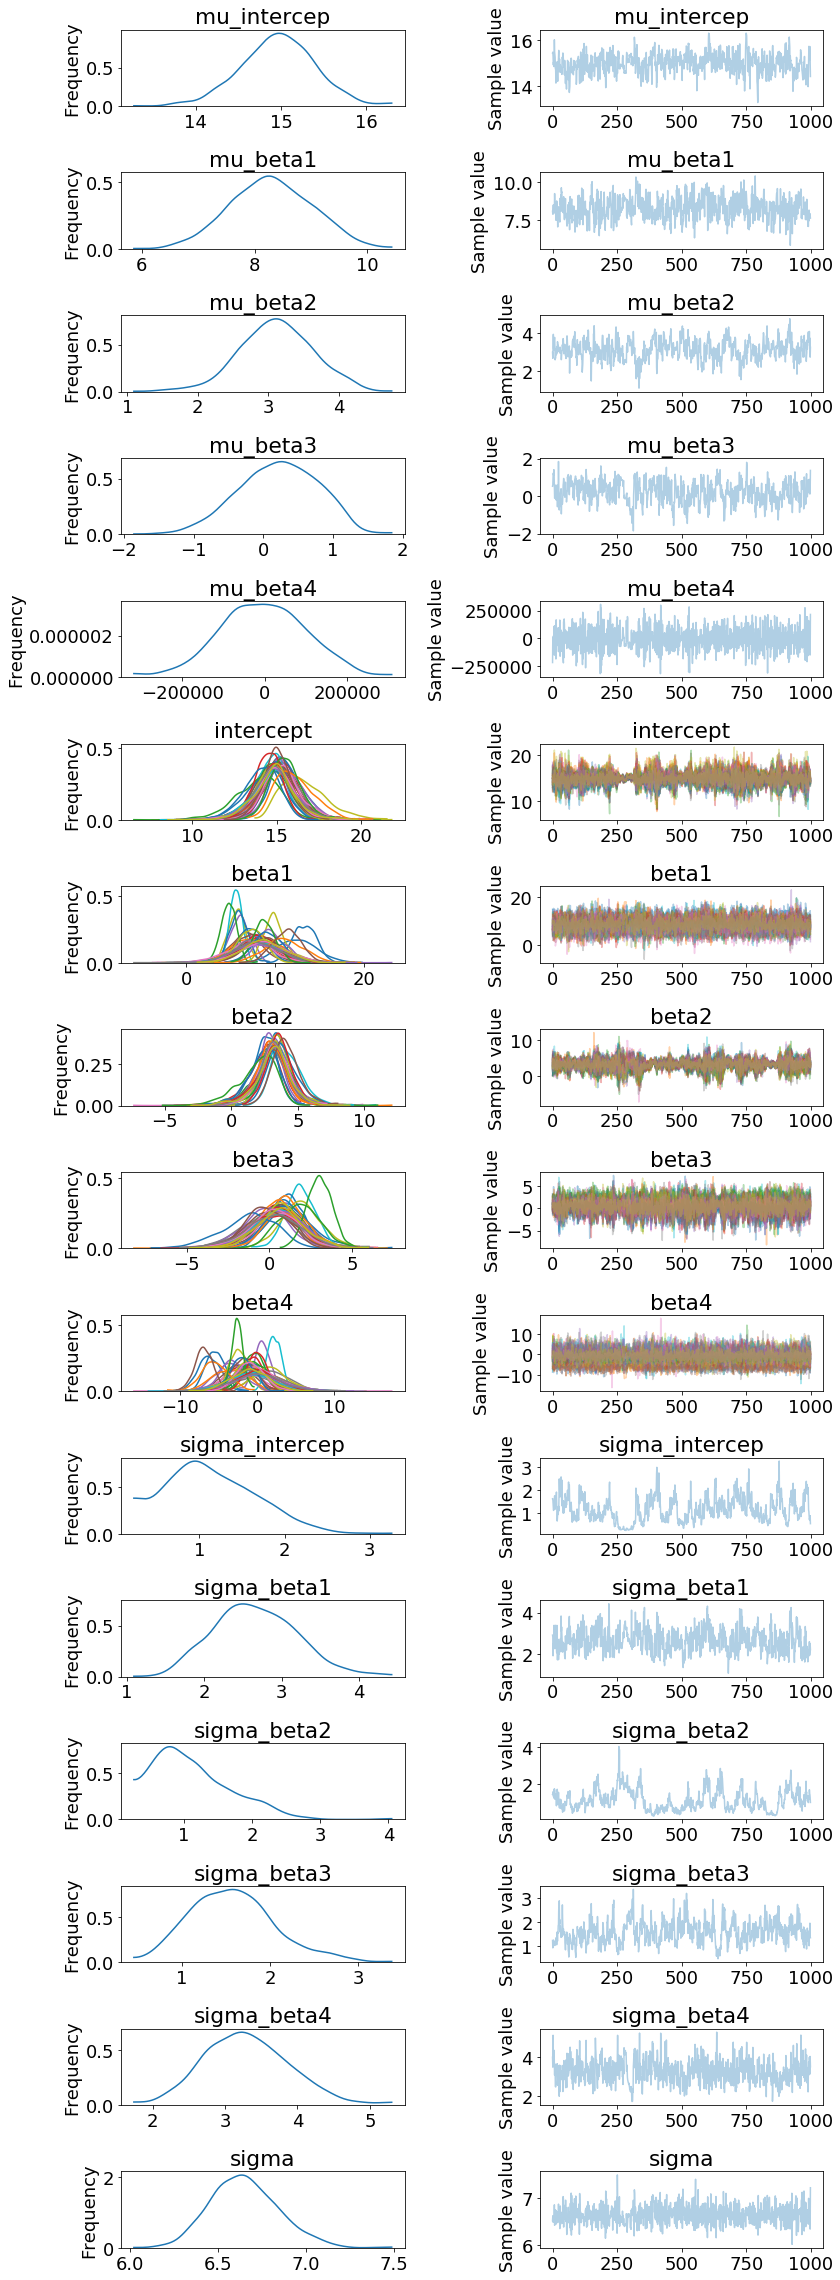 mu_intercep
Frequency
0.5
0.0
14 15 16
mu_intercep
Sample value
16
14
0 250 500 750 1000
mu_beta1
Frequency
0.5
0.0
6 8 10
mu_beta1
Sample value
10.0
7.5
0 250 500 750 1000
mu_beta2
Frequency
0.5
0.0
1 2 3 4
mu_beta2
Sample value
4
2
0 250 500 750 1000
mu_beta3
Frequency
0.5
0.0
−2 −1 0 1 2
mu_beta3
Sample value
2
0
−2
0 250 500 750 1000
mu_beta4
Frequency
0.000002
0.000000
−200000 0 200000
mu_beta4
Sample value
250000
0
−250000
0 250 500 750 1000
intercept
Frequency
0.5
0.0
10 15 20
intercept
Sample value
20
10
0 250 500 750 1000
beta1
Frequency
0.5
0.0
0 10 20
beta1
Sample value
20
0
0 250 500 750 1000
beta2
Frequency
0.25
0.00
−5 0 5 10
beta2
Sample value
10
0
0 250 500 750 1000
beta3
Frequency
0.5
0.0
−5 0 5
beta3
Sample value
5
0
−5
0 250 500 750 1000
beta4
Frequency
0.5
0.0
−10 0 10
beta4
Sample value
10
0
−10
0 250 500 750 1000
sigma_intercep
Frequency
0.5
0.0
1 2 3
sigma_intercep
Sample value
3
2
1
0 250 500 750 1000
sigma_beta1
Frequency
0.5
0.0
1 2 3 4
sigma_beta1
Sample value
4
2
0 250 500 750 1000
sigma_beta2
Frequency
0.5
0.0
1 2 3 4
sigma_beta2
Sample value
4
2
0 250 500 750 1000
sigma_beta3
Frequency
0.5
0.0
1 2 3
sigma_beta3
Sample value
3
2
1
0 250 500 750 1000
sigma_beta4
Frequency
0.5
0.0
2 3 4 5
sigma_beta4
Sample value
4
2
0 250 500 750 1000
sigma
Frequency
2
0
6.0 6.5 7.0 7.5
sigma
Sample value
7
6
0 250 500 750 1000